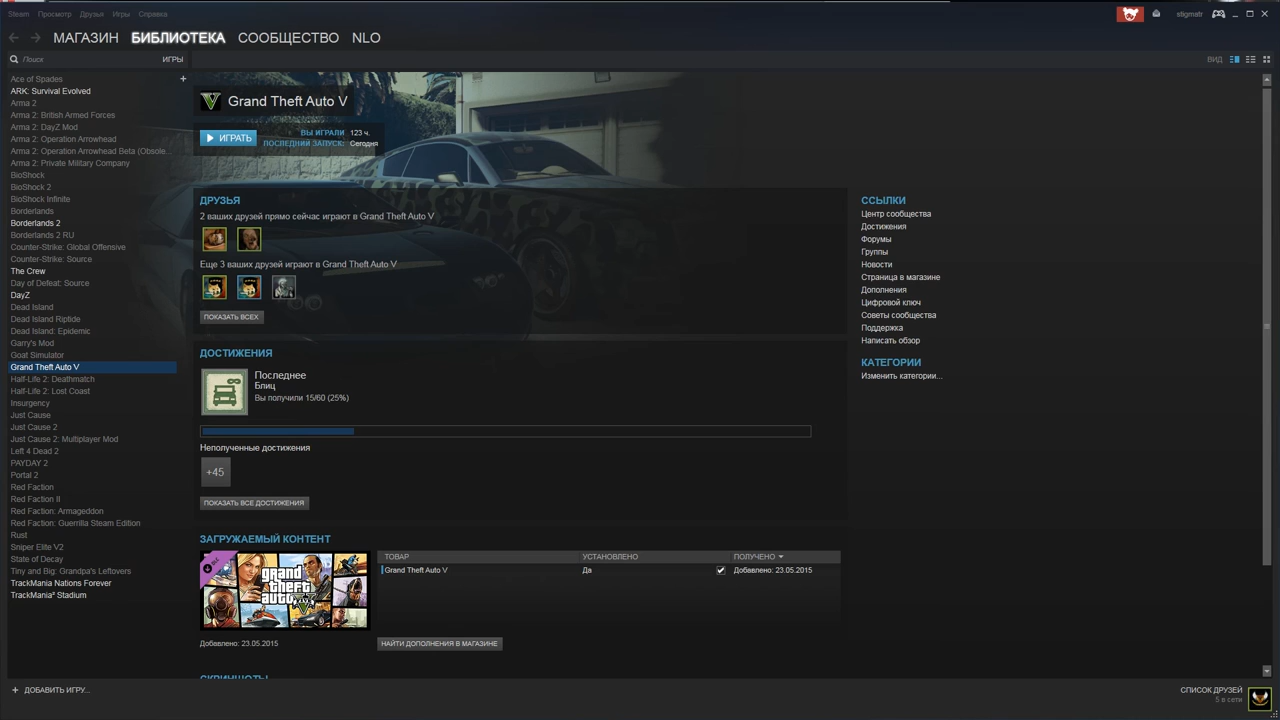 Steam Просмотр Друзья Игры Справка
stigmatr
МАГАЗИН БИБЛИОТЕКА СООБЩЕСТВО NLO
Поиск ИГРЫ ВИД
Ace of Spades
ARK: Survival Evolved
Arma 2
Arma 2: British Armed Forces
Arma 2: DayZ Mod
Arma 2: Operation Arrowhead
Arma 2: Operation Arrowhead Beta (Obsole...
Arma 2: Private Military Company
BioShock
BioShock 2
BioShock Infinite
Borderlands
Borderlands 2
Borderlands 2 RU
Counter-Strike: Global Offensive
Counter-Strike: Source
The Crew
Day of Defeat: Source
DayZ
Dead Island
Dead Island Riptide
Dead Island: Epidemic
Garry's Mod
Goat Simulator
Grand Theft Auto V
Half-Life 2: Deathmatch
Half-Life 2: Lost Coast
Insurgency
Just Cause
Just Cause 2
Just Cause 2: Multiplayer Mod
Left 4 Dead 2
PAYDAY 2
Portal 2
Red Faction
Red Faction II
Red Faction: Armageddon
Red Faction: Guerrilla Steam Edition
Rust
Sniper Elite V2
State of Decay
Tiny and Big: Grandpa's Leftovers
TrackMania Nations Forever
TrackMania² Stadium
+ ДОБАВИТЬ ИГРУ...
Grand Theft Auto V
ИГРАТЬ
ВЫ ИГРАЛИ 123 ч.
ПОСЛЕДНИЙ ЗАПУСК: Сегодня
ДРУЗЬЯ
2 ваших друзей прямо сейчас играют в Grand Theft Auto V
Еще 3 ваших друзей играют в Grand Theft Auto V
ПОКАЗАТЬ ВСЕХ
ДОСТИЖЕНИЯ
Последнее
Блиц
Вы получили 15/60 (25%)
Неполученные достижения
+45
ПОКАЗАТЬ ВСЕ ДОСТИЖЕНИЯ
ЗАГРУЖАЕМЫЙ КОНТЕНТ
DLC
grand
theft
auto
V
Добавлено: 23.05.2015
ТОВАР УСТАНОВЛЕНО ПОЛУЧЕНО
Grand Theft Auto V Да Добавлено: 23.05.2015
НАЙТИ ДОПОЛНЕНИЯ В МАГАЗИНЕ
СКРИНШОТЫ
ССЫЛКИ
Центр сообщества
Достижения
Форумы
Группы
Новости
Страница в магазине
Дополнения
Цифровой ключ
Советы сообщества
Поддержка
Написать обзор
КАТЕГОРИИ
Изменить категории...
СПИСОК ДРУЗЕЙ
5 в сети